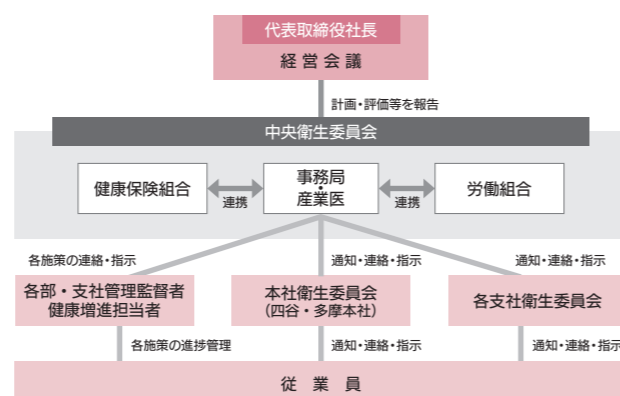 代表取締役社長
経営会議
計画・評価等を報告
中央衛生委員会
健康保険組合
連携
事務局
・
産業医
連携
労働組合
各施策の連絡・指示
通知・連絡・指示
通知・連絡・指示
各部・支社管理監督者
健康増進担当者
本社衛生委員会
(四谷・多摩本社)
各支社衛生委員会
各施策の進捗管理
通知・連絡・指示
通知・連絡・指示
従業員